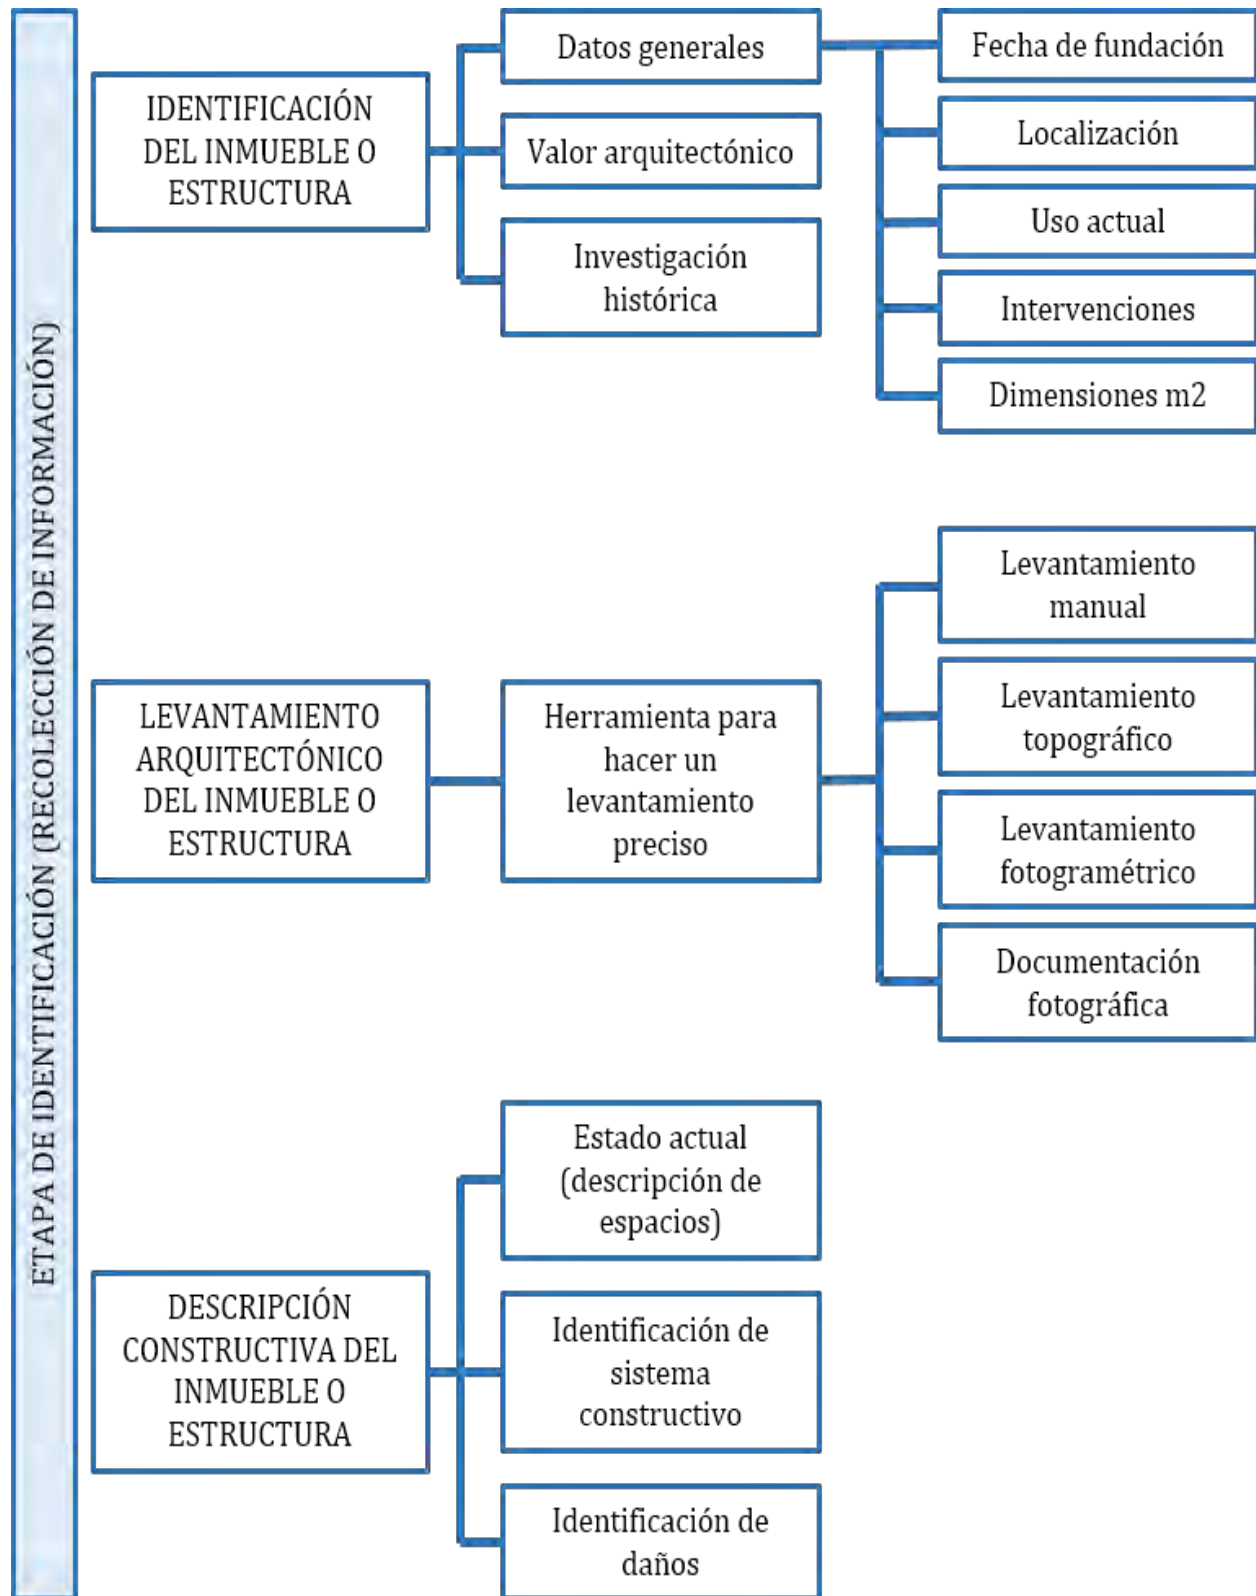 ETAPA DE IDENTIFICACIÓN (RECOLECCIÓN DE INFORMACIÓN)
IDENTIFICACIÓN
DEL INMUEBLE O
ESTRUCTURA
Datos generales
Valor arquitectónico
Investigación
histórica
Fecha de fundación
Localización
Uso actual
Intervenciones
Dimensiones m2
LEVANTAMIENTO
ARQUITECTÓNICO
DEL INMUEBLE O
ESTRUCTURA
Herramienta para
hacer un
levantamiento
preciso
Levantamiento
manual
Levantamiento
topográfico
Levantamiento
fotogramétrico
Documentación
fotográfica
DESCRIPCIÓN
CONSTRUCTIVA DEL
INMUEBLE O
ESTRUCTURA
Estado actual
(descripción de
espacios)
Identificación de
sistema
constructivo
Identificación de
daños